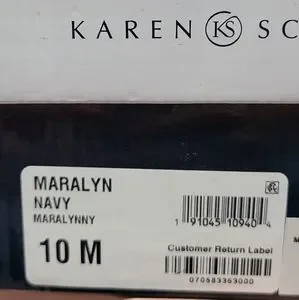 KAREN KS SC
MARALYN
NAVY
MARALYNNY
10 M
1 91045 10940 4
Customer Return Label
070583363000
M